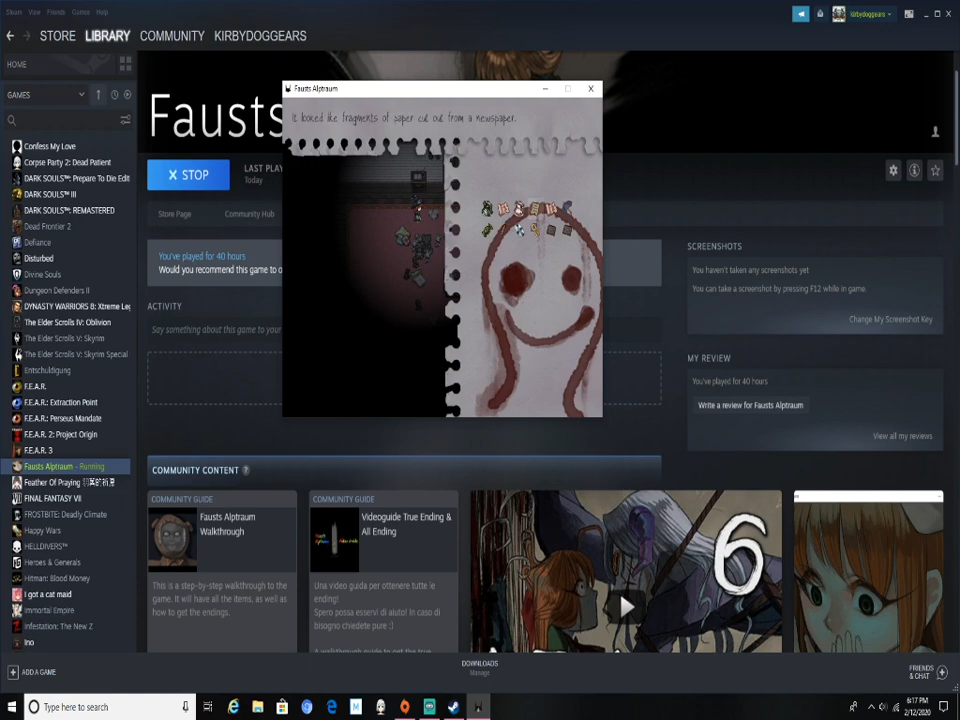 Steam View Friends Games Help
kirbydoggears
STORE LIBRARY COMMUNITY KIRBYDOGGEARS
HOME
GAMES
Confess My Love
Corpse Party 2: Dead Patient
DARK SOULS™: Prepare To Die Edit
DARK SOULS™ III
DARK SOULS™: REMASTERED
Dead Frontier 2
Defiance
Disturbed
Divine Souls
Dungeon Defenders II
DYNASTY WARRIORS 8: Xtreme Leg
The Elder Scrolls IV: Oblivion
The Elder Scrolls V: Skyrim
The Elder Scrolls V: Skyrim Special
Entschuldigung
F.E.A.R.
F.E.A.R.: Extraction Point
F.E.A.R.: Perseus Mandate
F.E.A.R. 2: Project Origin
F.E.A.R. 3
Fausts Alptraum - Running
Feather Of Praying
FINAL FANTASY VII
FROSTBITE: Deadly Climate
Happy Wars
HELLDIVERS™
Heroes & Generals
Hitman: Blood Money
I got a cat maid
Immortal Empire
Infestation: The New Z
Ino
ADD A GAME
Fausts
STOP
LAST PLAY
Today
Store Page Community Hub
You've played for 40 hours
Would you recommend this game to o
ACTIVITY
Say something about this game to your
Fausts Alptraum
It looked like fragments of paper cut out from a newspaper.
SCREENSHOTS
You haven't taken any screenshots yet
You can take a screenshot by pressing F12 while in game.
Change My Screenshot Key
MY REVIEW
You've played for 40 hours
Write a review for Fausts Alptraum
View all my reviews
COMMUNITY CONTENT ?
COMMUNITY GUIDE
Fausts Alptraum
Walkthrough
This is a step-by-step walkthrough to the
game. It will have all the items, as well as
how to get the endings.
COMMUNITY GUIDE
Videoguide True Ending &
All Ending
Una video guida per ottenere tutte le
ending!
Spero possa esservi di aiuto! In caso di
bisogno chiedete pure :]
A walkthrough guide to get the true
6
DOWNLOADS
Manage
FRIENDS
& CHAT
Type here to search
6:17 PM
2/12/2020